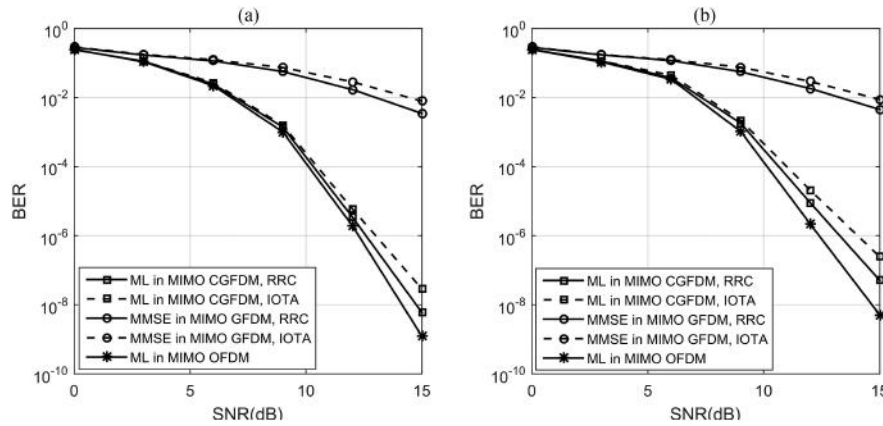 (a)
10^0
10^-2
10^-4
10^-6
10^-8
10^-10
BER
0
5
10
15
SNR(dB)
ML in MIMO CGFDM, RRC
ML in MIMO CGFDM, IOTA
MMSE in MIMO GFDM, RRC
MMSE in MIMO GFDM, IOTA
ML in MIMO OFDM
(b)
10^0
10^-2
10^-4
10^-6
10^-8
10^-10
BER
0
5
10
15
SNR(dB)
ML in MIMO CGFDM, RRC
ML in MIMO CGFDM, IOTA
MMSE in MIMO GFDM, RRC
MMSE in MIMO GFDM, IOTA
ML in MIMO OFDM